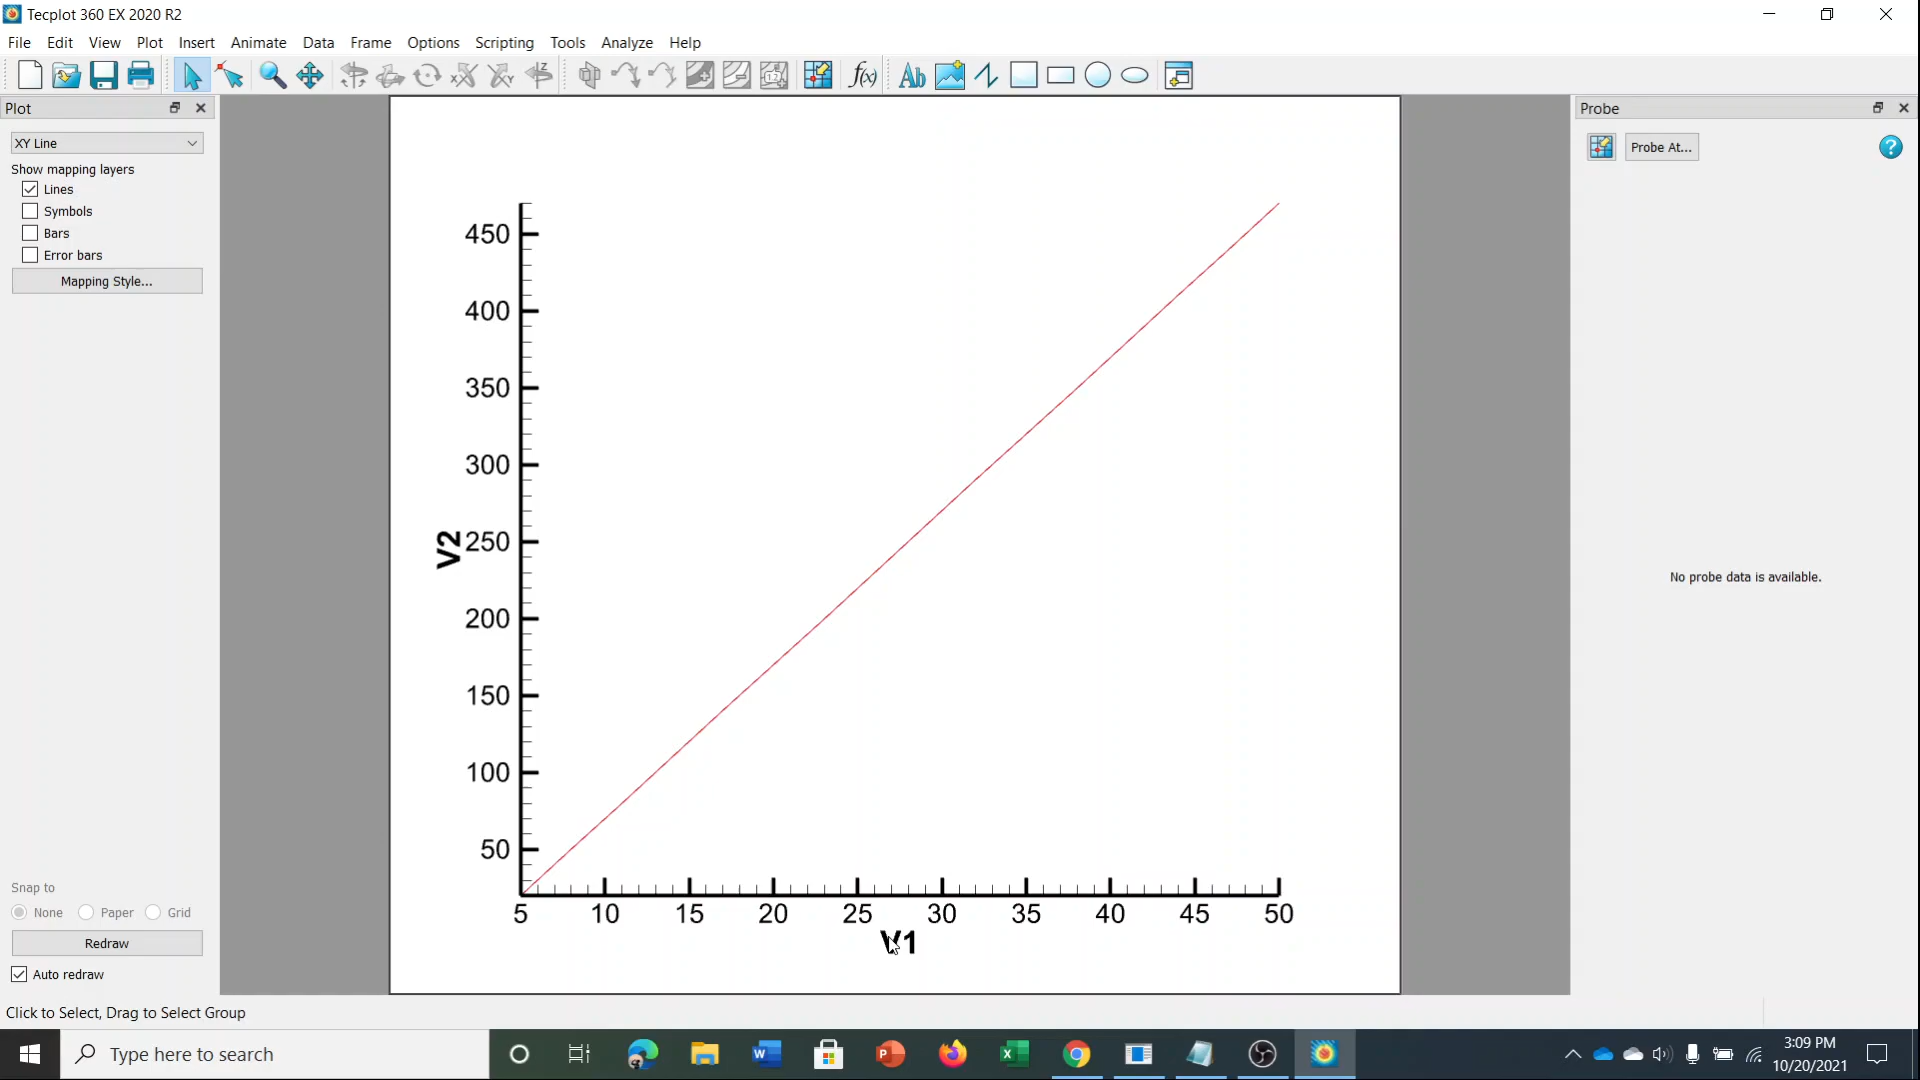 Tecplot 360 EX 2020 R2
File Edit View Plot Insert Animate Data Frame Options Scripting Tools Analyze Help
Plot
XY Line
Show mapping layers
Lines
Symbols
Bars
Error bars
Mapping Style...
Snap to
None Paper Grid
Redraw
Auto redraw
450
400
350
300
250
200
150
100
50
V2
5 10 15 20 25 30 35 40 45 50
V1
Probe
Probe At...
No probe data is available.
Click to Select, Drag to Select Group
Type here to search
3:09 PM
10/20/2021